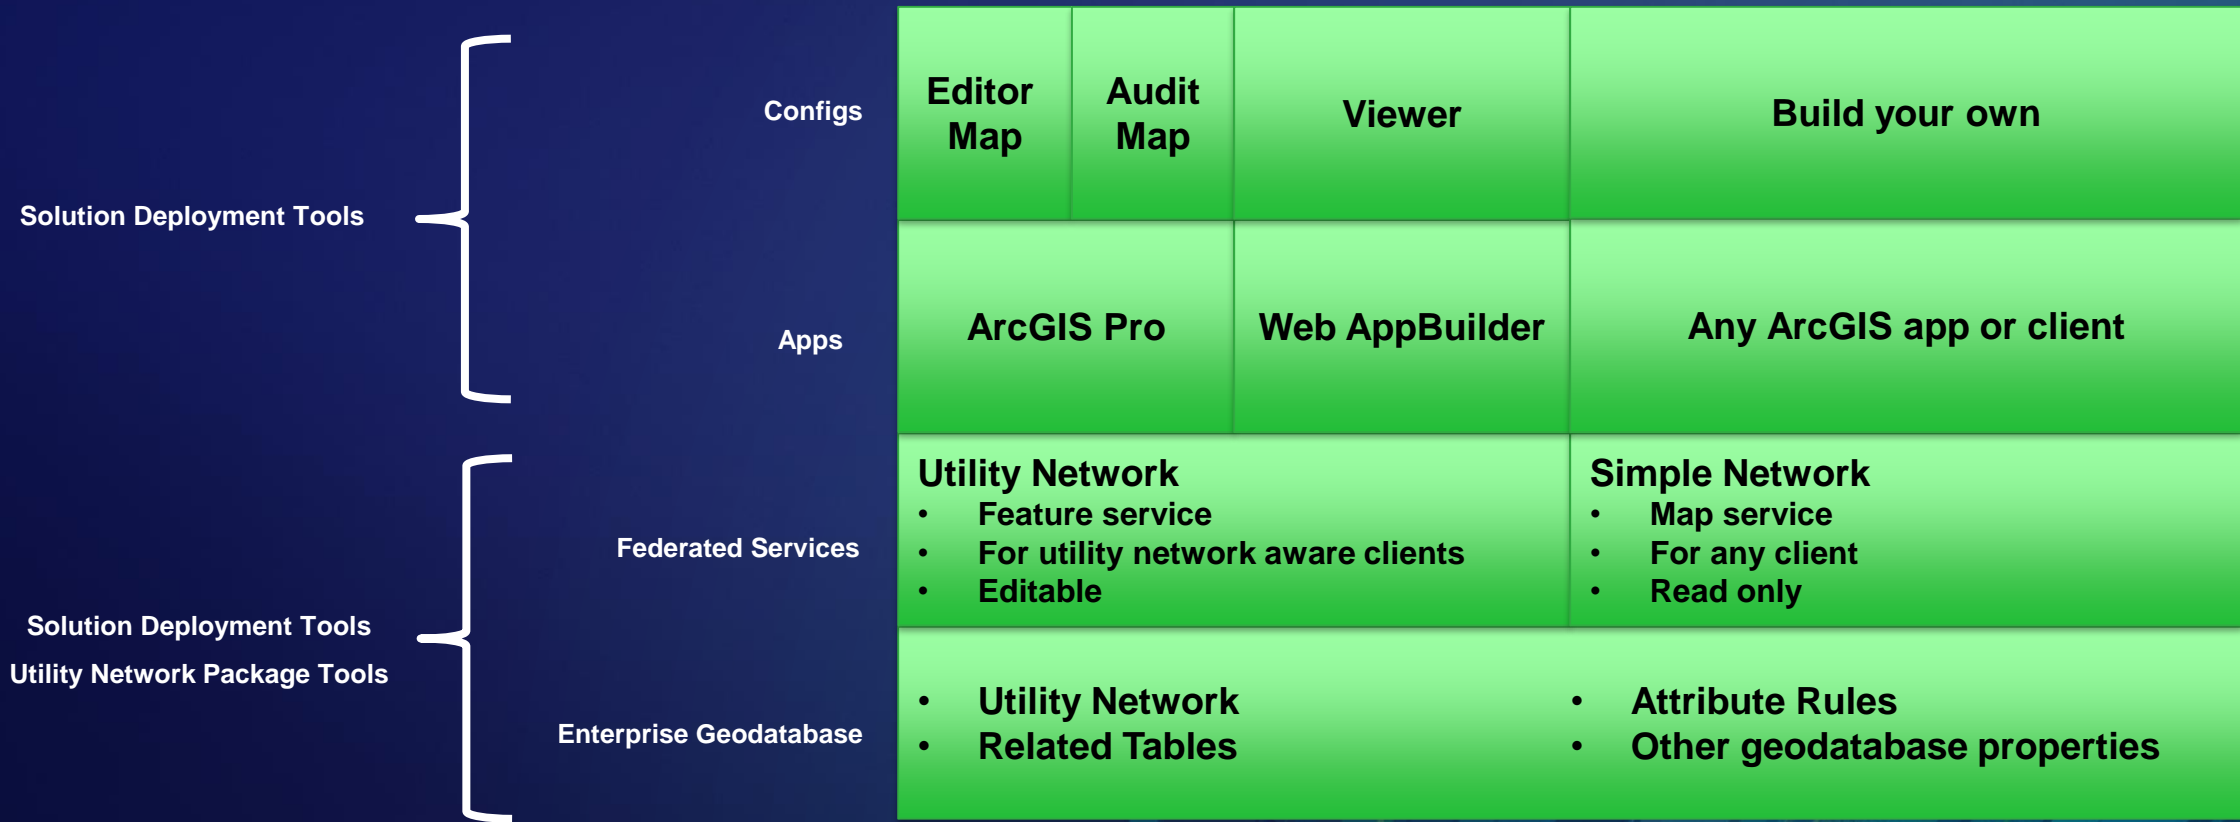 Solution Deployment Tools
Configs
Editor
Map
Audit
Map
Viewer
Build your own
Apps
ArcGIS Pro
Web AppBuilder
Any ArcGIS app or client
Solution Deployment Tools
Utility Network Package Tools
Federated Services
Utility Network
• Feature service
• For utility network aware clients
• Editable
Simple Network
• Map service
• For any client
• Read only
Enterprise Geodatabase
• Utility Network
• Related Tables
• Attribute Rules
• Other geodatabase properties